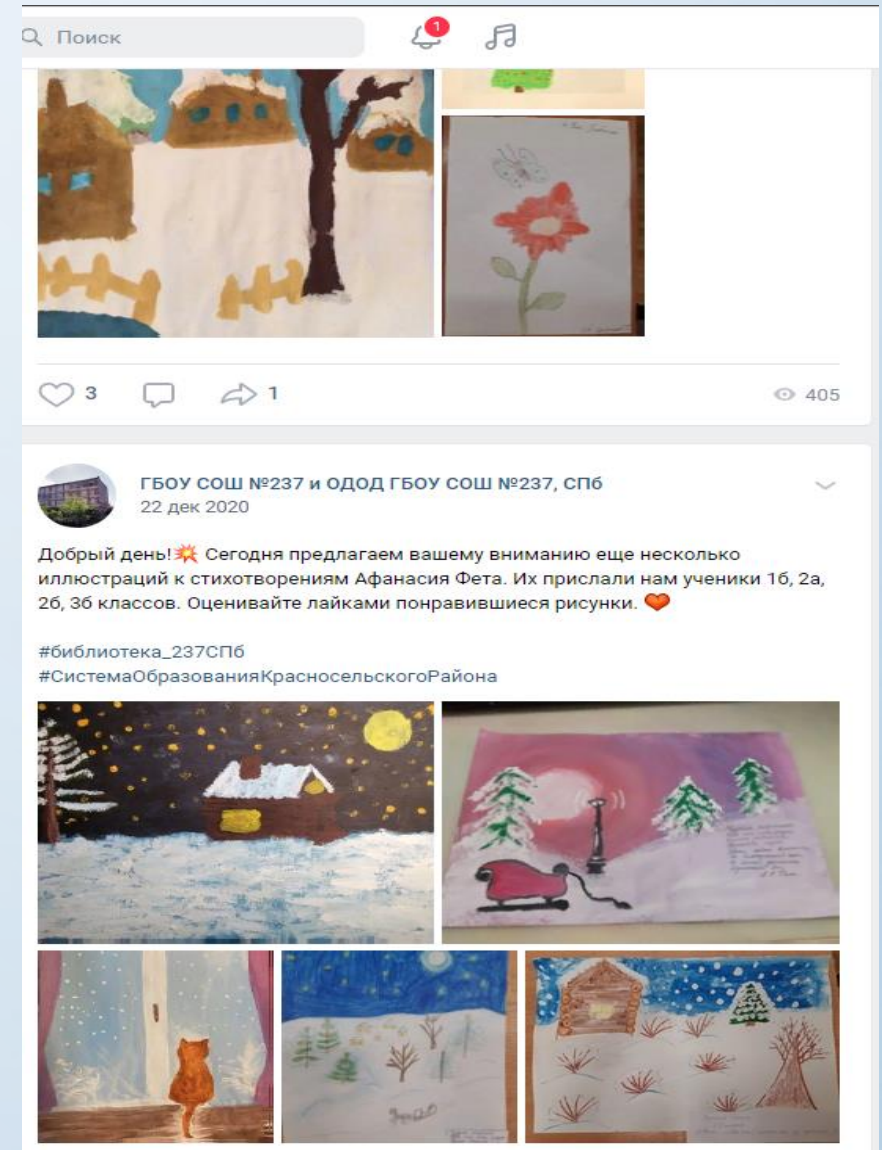 Поиск
1
3
1
405
ГБОУ СОШ №237 и ОДОД ГБОУ СОШ №237, СПб
22 дек 2020
Добрый день! Сегодня предлагаем вашему вниманию еще несколько
иллюстраций к стихотворениям Афанасия Фета. Их прислали нам ученики 1б, 2а,
2б, 3б классов. Оценивайте лайками понравившиеся рисунки.
#библиотека_237СПб
#СистемаОбразованияКрасносельскогоРайона